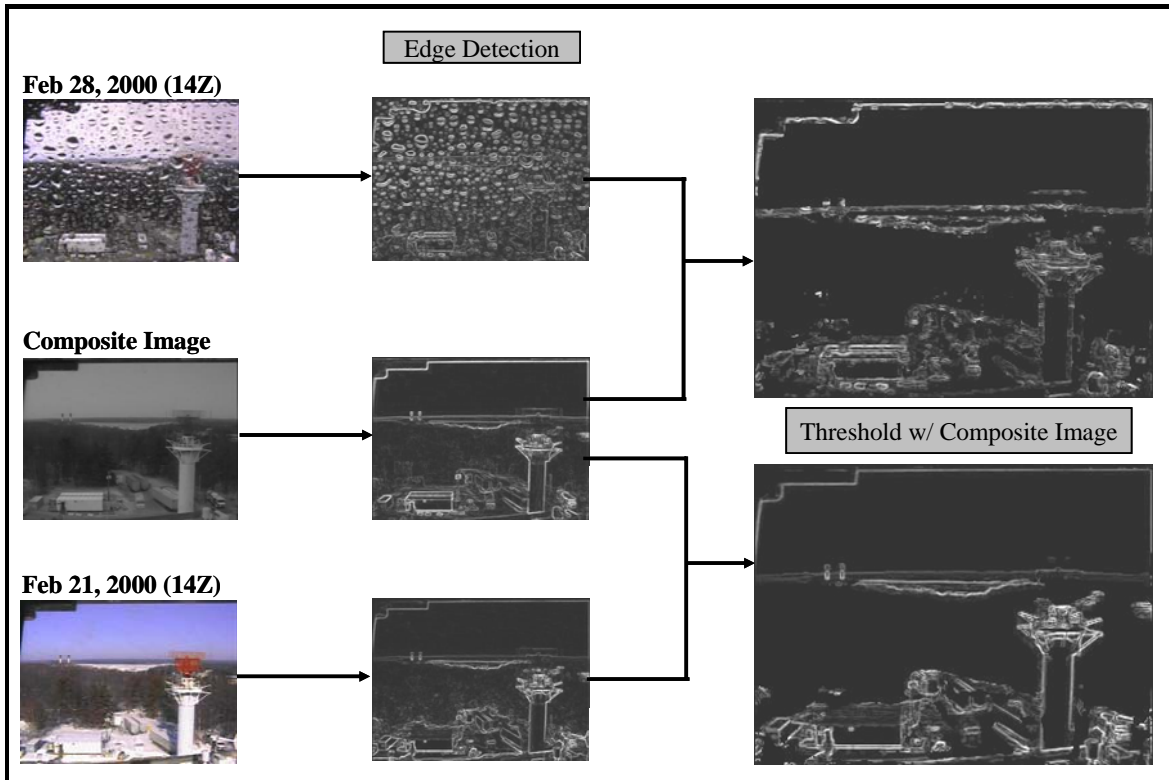 Edge Detection
Feb 28, 2000 (14Z)
Composite Image
Threshold w/ Composite Image
Feb 21, 2000 (14Z)